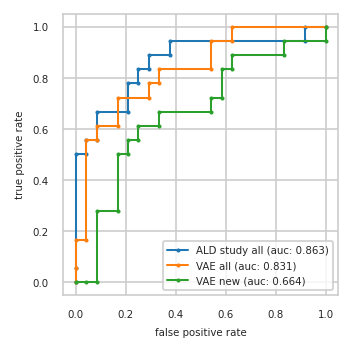 true positive rate
1.0
0.8
0.6
0.4
0.2
0.0
ALD study all (auc: 0.863)
VAE all (auc: 0.831)
VAE new (auc: 0.664)
0.0 0.2 0.4 0.6 0.8 1.0
false positive rate